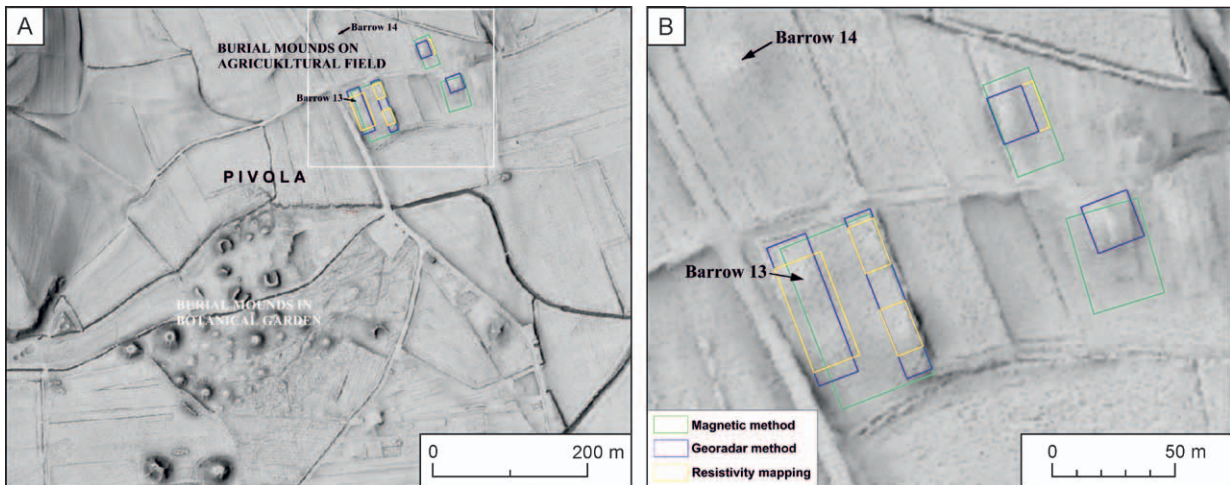 A
Barrow 14
BURIAL MOUNDS ON
AGRICUKLTURAL FIELD
Barrow 13
PIVOLA
BURIAL MOUNDS IN
BOTANICAL GARDEN
0
200 m
B
Barrow 14
Barrow 13
Magnetic method
Georadar method
Resistivity mapping
0
50 m